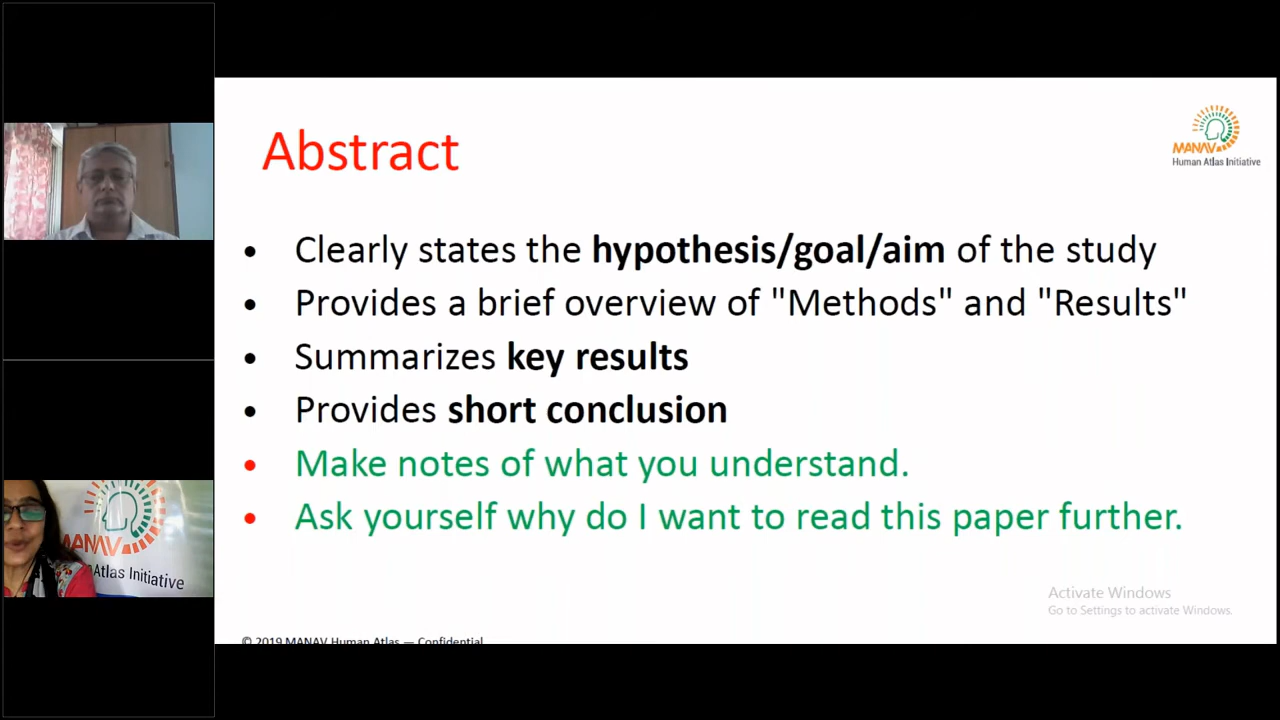 Abstract
MANAV
Human Atlas Initiative
• Clearly states the hypothesis/goal/aim of the study
• Provides a brief overview of "Methods" and "Results"
• Summarizes key results
• Provides short conclusion
• Make notes of what you understand.
• Ask yourself why do I want to read this paper further.
MANAV
Atlas Initiative
Activate Windows
Go to Settings to activate Windows.
© 2019 MANAV Human Atlas — Confidential